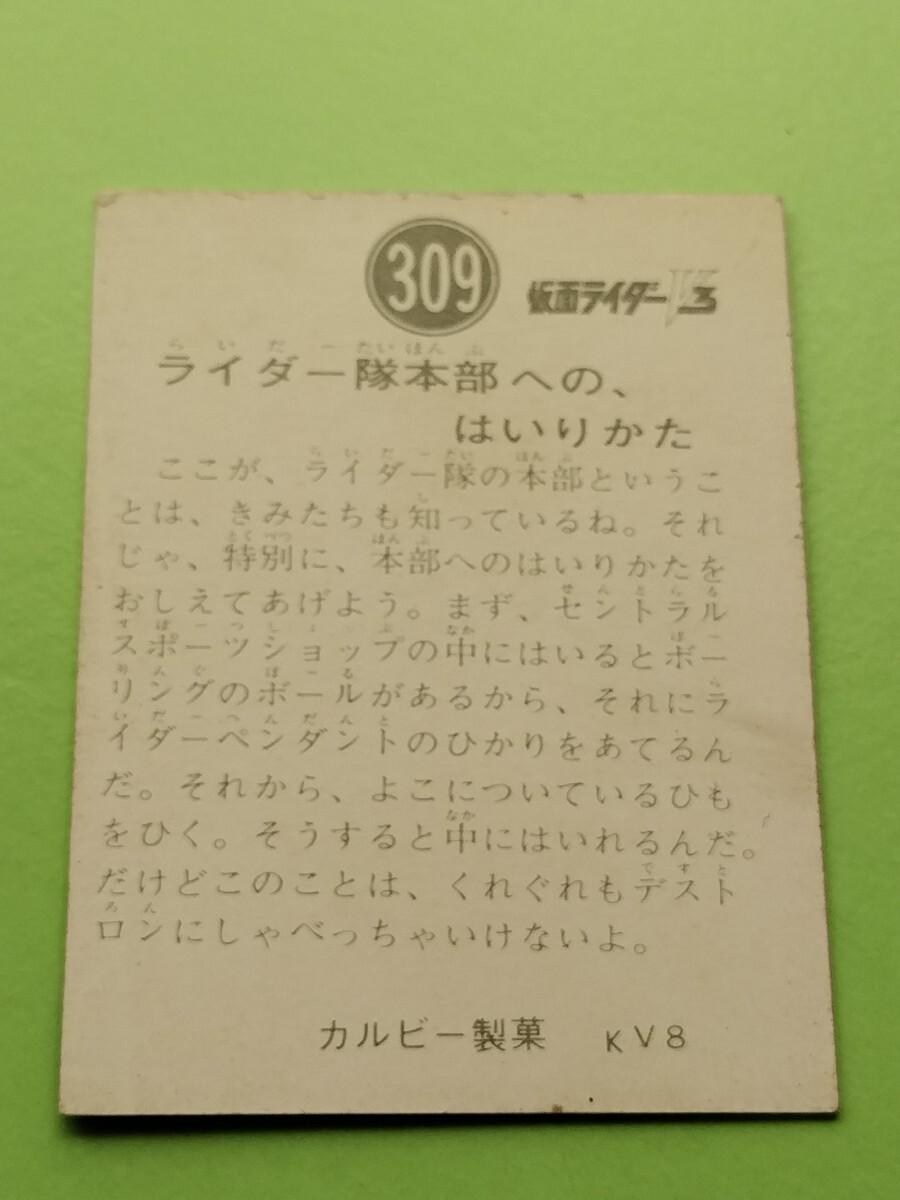 309 仮面ライダーV3
ライダー隊本部への、
はいりかた
ここが、ライダー隊の本部というこ
とは、きみたちも知っているね。それ
じゃ、特別に、本部へのはいりかたを
おしえてあげよう。まず、セントラル
スポーツショップの中にはいるとボー
リングのボールがあるから、それにラ
イダーペンダントのひかりをあてるん
だ。それから、よこについているひも
をひく。そうすると中にはいれるんだ。
だけどこのことは、くれぐれもデスト
ロンにしゃべっちゃいけないよ。
カルビー製菓 KV8